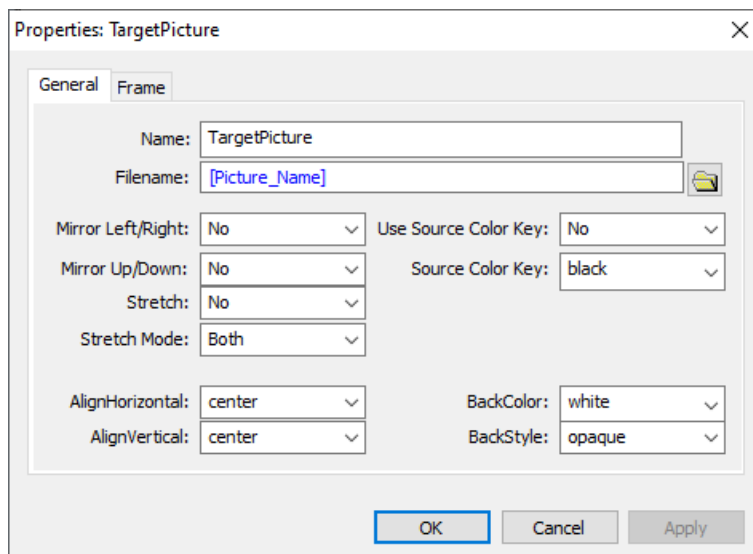 Properties: TargetPicture
General Frame
Name: TargetPicture
Filename: [Picture_Name]
Mirror Left/Right: No Use Source Color Key: No
Mirror Up/Down: No Source Color Key: black
Stretch: No
Stretch Mode: Both
AlignHorizontal: center BackColor: white
AlignVertical: center BackStyle: opaque
OK Cancel Apply